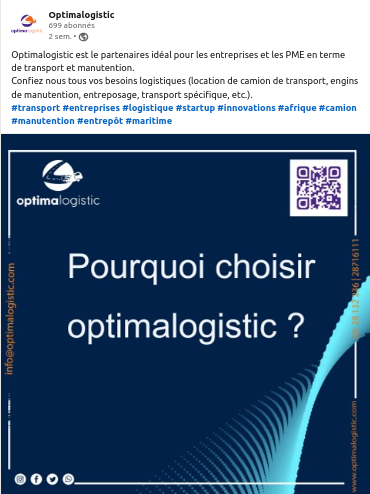 Optimalogistic
699 abonnés
2 sem. •
Optimalogistic est le partenaires idéal pour les entreprises et les PME en terme
de transport et manutention.
Confiez nous tous vos besoins logistiques (location de camion de transport, engins
de manutention, entreposage, transport spécifique, etc.).
#transport #entreprises #logistique #startup #innovations #afrique #camion
#manutention #entrepôt #maritime
optimalogistic
Pourquoi choisir
optimalogistic ?
info@optimalogistic.com
28716111
www.optimalogistic.com